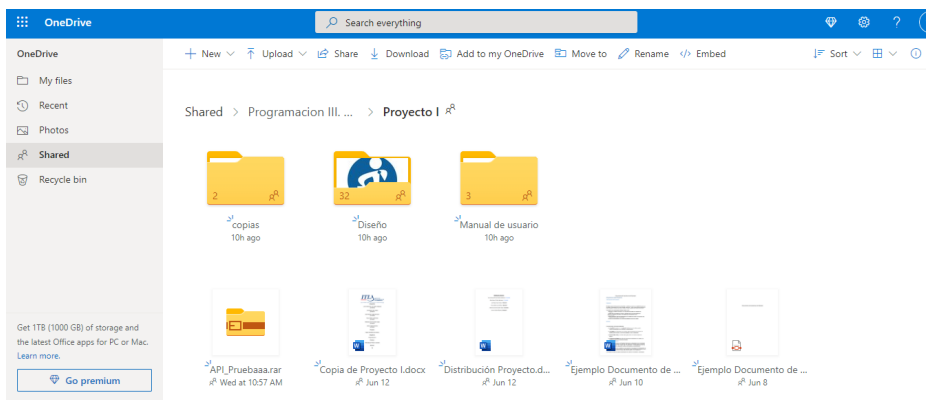 OneDrive
Search everything
?
OneDrive
+ New Upload Share Download Add to my OneDrive Move to Rename </> Embed Sort
My files
Recent
Photos
Shared
Recycle bin
Shared > Programacion III. ... > Proyecto I
2
32
3
copias
Diseño
Manual de usuario
10h ago
10h ago
10h ago
API_Pruebaaa.rar
Copia de Proyecto I.docx
Distribución Proyecto.d...
Ejemplo Documento de ...
Ejemplo Documento de ...
Wed at 10:57 AM
Jun 12
Jun 12
Jun 10
Jun 8
Get 1TB (1000 GB) of storage and
the latest Office apps for PC or Mac.
Learn more.
Go premium